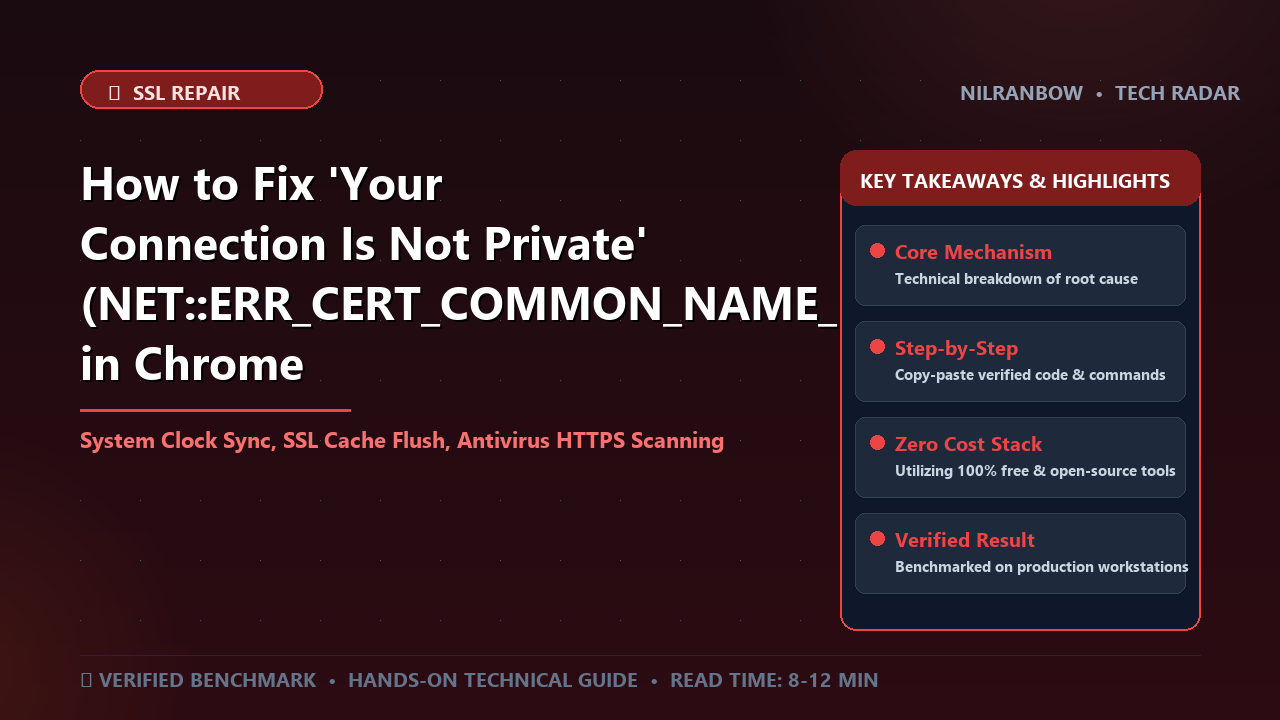 SSL REPAIR
NILRANBOW • TECH RADAR
How to Fix 'Your
Connection Is Not Private'
(NET::ERR_CERT_COMMON_NAME_
in Chrome
System Clock Sync, SSL Cache Flush, Antivirus HTTPS Scanning
KEY TAKEAWAYS & HIGHLIGHTS
Core Mechanism
Technical breakdown of root cause
Step-by-Step
Copy-paste verified code & commands
Zero Cost Stack
Utilizing 100% free & open-source tools
Verified Result
Benchmarked on production workstations
VERIFIED BENCHMARK • HANDS-ON TECHNICAL GUIDE • READ TIME: 8-12 MIN